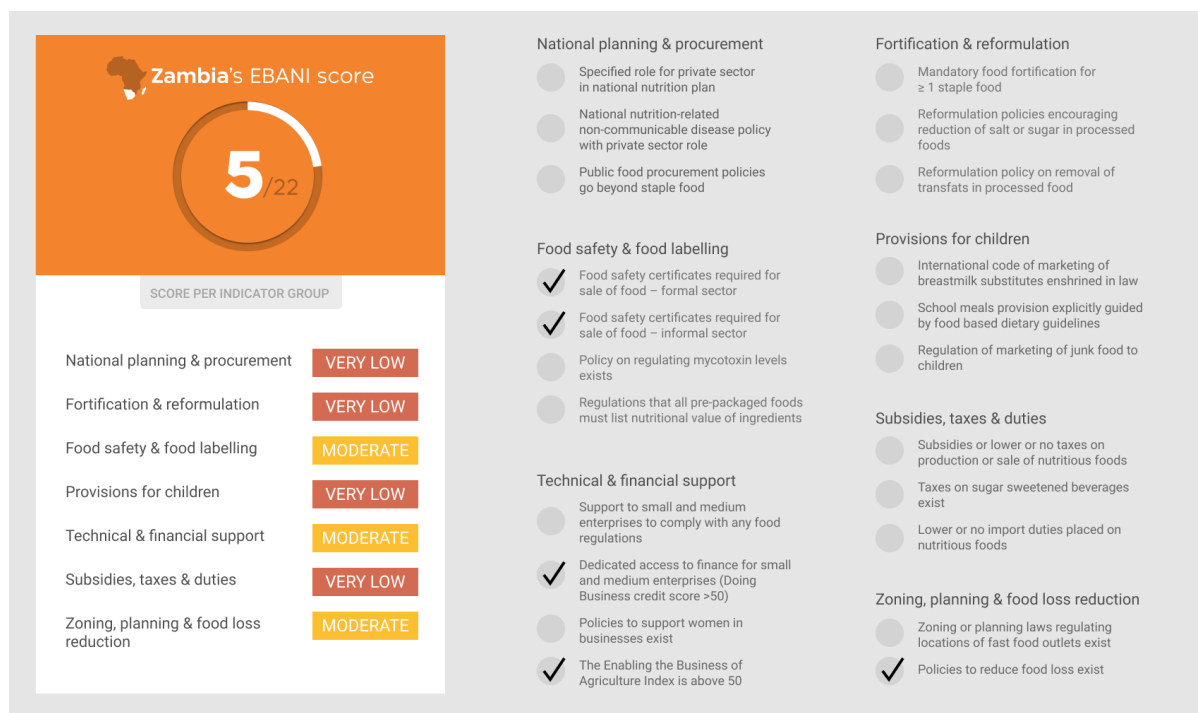 Zambia's EBANI score
5/22
SCORE PER INDICATOR GROUP
National planning & procurement VERY LOW
Fortification & reformulation VERY LOW
Food safety & food labelling MODERATE
Provisions for children VERY LOW
Technical & financial support MODERATE
Subsidies, taxes & duties VERY LOW
Zoning, planning & food loss
reduction
MODERATE
National planning & procurement
Specified role for private sector
in national nutrition plan
National nutrition-related
non-communicable disease policy
with private sector role
Public food procurement policies
go beyond staple food
Food safety & food labelling
Food safety certificates required for
sale of food – formal sector
Food safety certificates required for
sale of food – informal sector
Policy on regulating mycotoxin levels
exists
Regulations that all pre-packaged foods
must list nutritional value of ingredients
Technical & financial support
Support to small and medium
enterprises to comply with any food
regulations
Dedicated access to finance for small
and medium enterprises (Doing
Business credit score >50)
Policies to support women in
businesses exist
The Enabling the Business of
Agriculture Index is above 50
Fortification & reformulation
Mandatory food fortification for
≥ 1 staple food
Reformulation policies encouraging
reduction of salt or sugar in processed
foods
Reformulation policy on removal of
transfats in processed food
Provisions for children
International code of marketing of
breastmilk substitutes enshrined in law
School meals provision explicitly guided
by food based dietary guidelines
Regulation of marketing of junk food to
children
Subsidies, taxes & duties
Subsidies or lower or no taxes on
production or sale of nutritious foods
Taxes on sugar sweetened beverages
exist
Lower or no import duties placed on
nutritious foods
Zoning, planning & food loss reduction
Zoning or planning laws regulating
locations of fast food outlets exist
Policies to reduce food loss exist